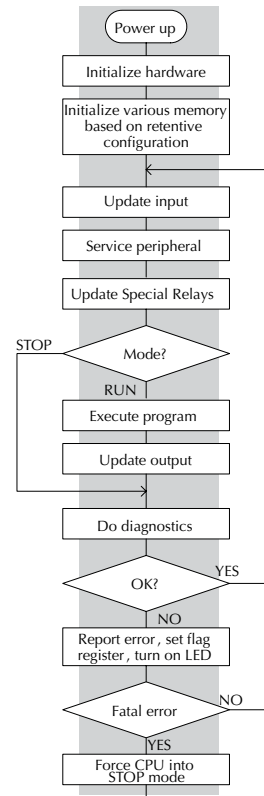 Power up
Initialize hardware
Initialize various memory
based on retentive
configuration
Update input
Service peripheral
Update Special Relays
STOP
Mode?
RUN
Execute program
Update output
Do diagnostics
YES
OK?
NO
Report error, set flag
register, turn on LED
NO
Fatal error
YES
Force CPU into
STOP mode